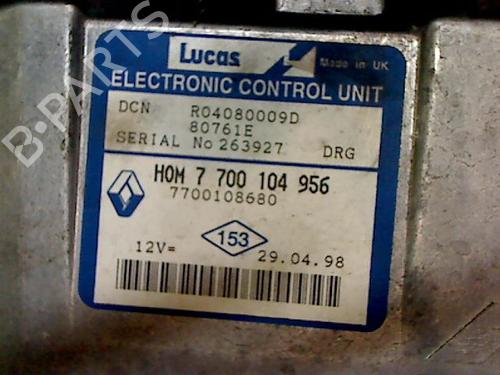 Lucas Made in UK
ELECTRONIC CONTROL UNIT
DCN R04080009D
80761E
SERIAL No 263927 DRG
HOM 7 700 104 956
7700108680
12V= 153 29.04.98
B-PARTS